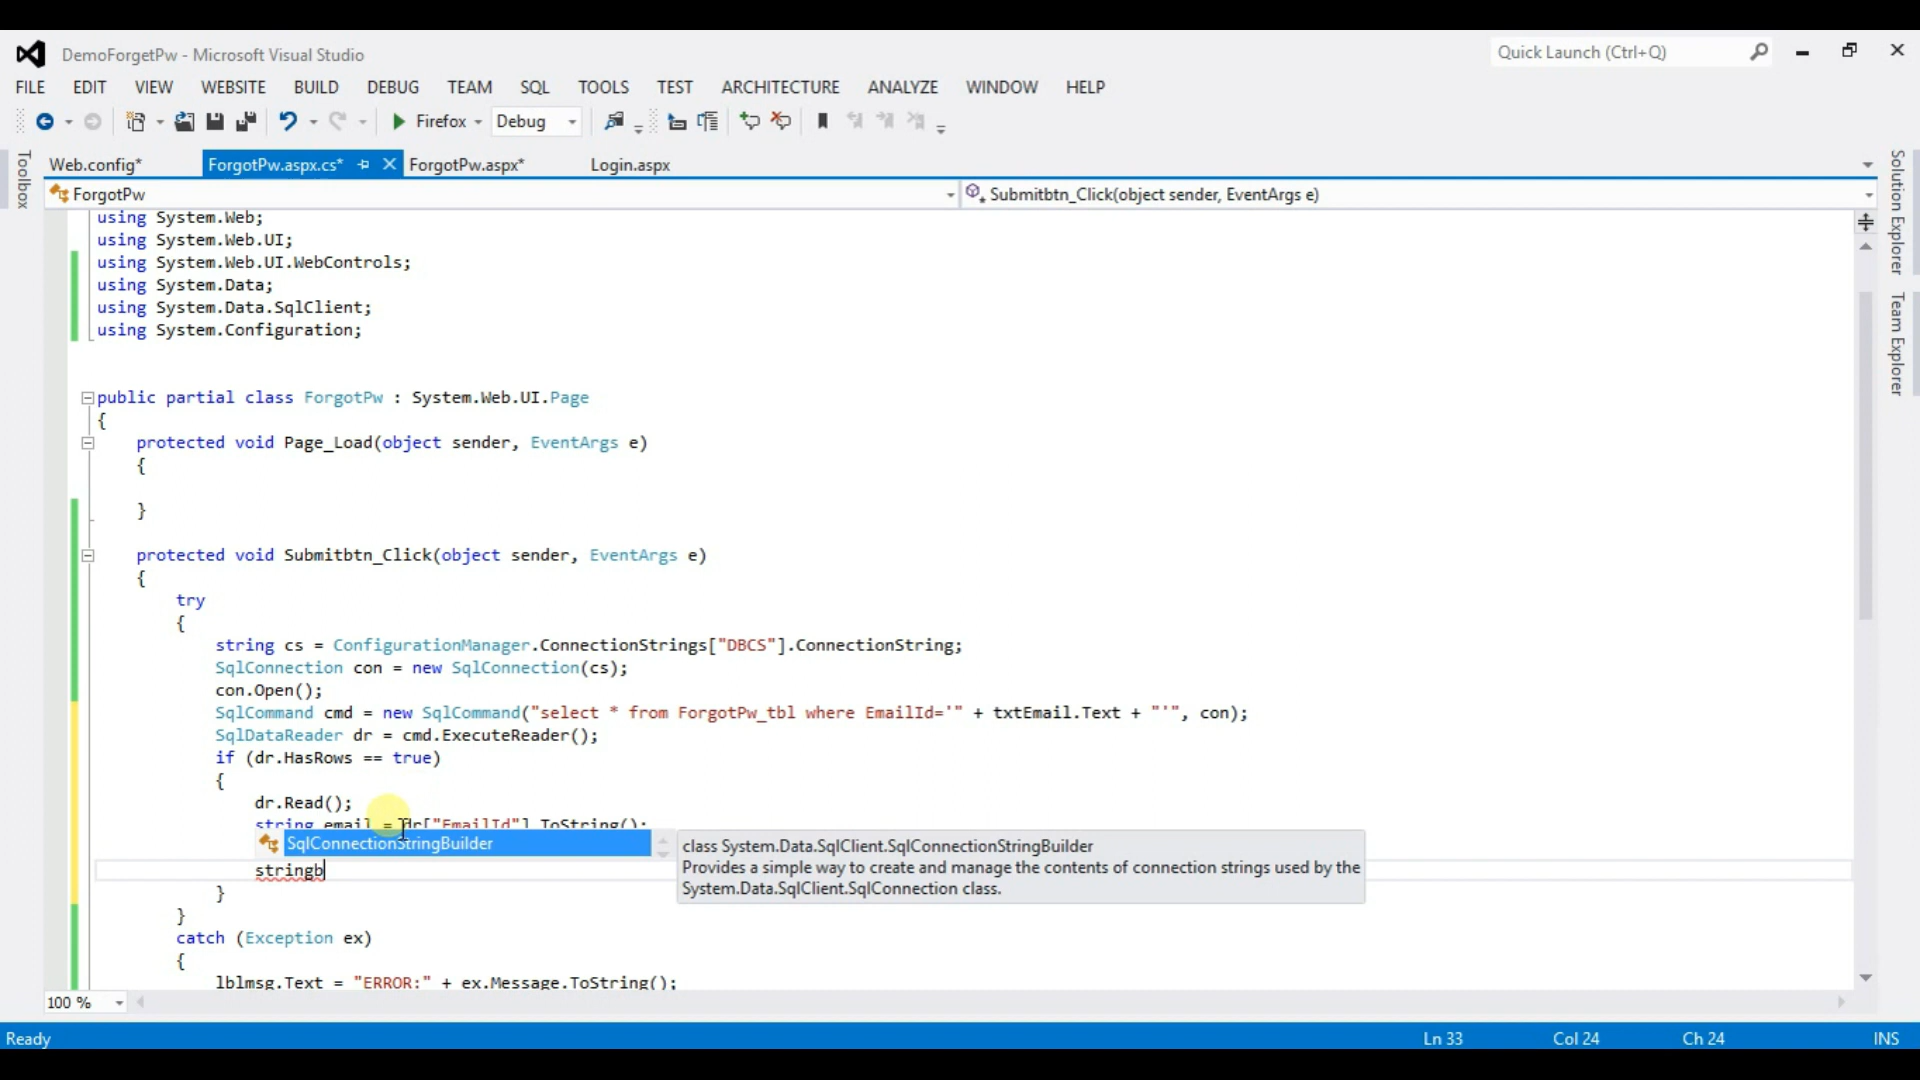 DemoForgetPw - Microsoft Visual Studio
Quick Launch (Ctrl+Q)
FILE EDIT VIEW WEBSITE BUILD DEBUG TEAM SQL TOOLS TEST ARCHITECTURE ANALYZE WINDOW HELP
Firefox Debug
Toolbox
Web.config* ForgotPw.aspx.cs* ForgotPw.aspx* Login.aspx
Solution Explorer
Team Explorer
ForgotPw Submitbtn_Click(object sender, EventArgs e)
using System.Web;
using System.Web.UI;
using System.Web.UI.WebControls;
using System.Data;
using System.Data.SqlClient;
using System.Configuration;
public partial class ForgotPw : System.Web.UI.Page
{
protected void Page_Load(object sender, EventArgs e)
{
}
protected void Submitbtn_Click(object sender, EventArgs e)
{
try
{
string cs = ConfigurationManager.ConnectionStrings["DBCS"].ConnectionString;
SqlConnection con = new SqlConnection(cs);
con.Open();
SqlCommand cmd = new SqlCommand("select * from ForgotPw_tbl where EmailId='" + txtEmail.Text + "'", con);
SqlDataReader dr = cmd.ExecuteReader();
if (dr.HasRows == true)
{
dr.Read();
string email = dr["EmailId"].ToString();
SqlConnectionStringBuilder
class System.Data.SqlClient.SqlConnectionStringBuilder
Provides a simple way to create and manage the contents of connection strings used by the
System.Data.SqlClient.SqlConnection class.
stringb
}
}
catch (Exception ex)
{
lblmsg.Text = "ERROR:" + ex.Message.ToString();
100 %
Ready Ln 33 Col 24 Ch 24 INS